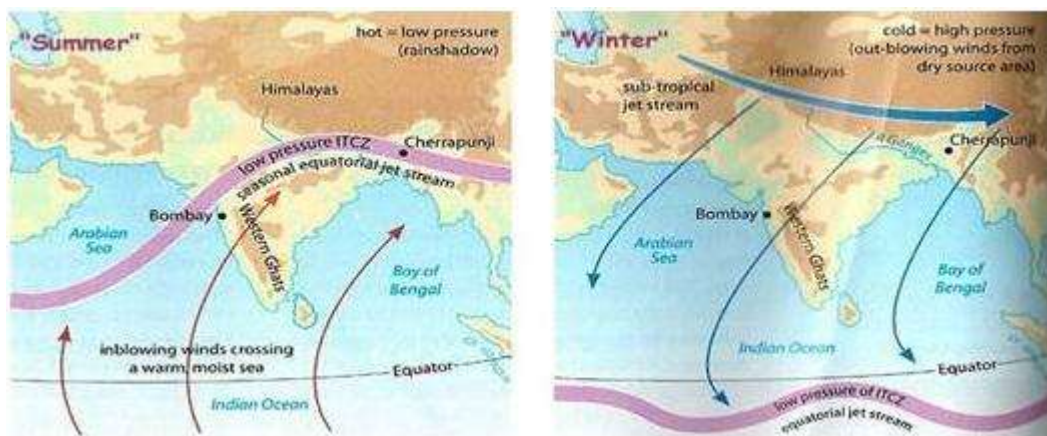 "Summer"
hot = low pressure
(rainshadow)
Himalayas
Cherrapunji
low pressure ITCZ
seasonal equatorial jet stream
Bombay
Western Ghats
Arabian
Sea
Bay of
Bengal
inblowing winds crossing
a warm, moist sea
Equator
Indian Ocean
"Winter"
cold = high pressure
(out-blowing winds from
dry source area)
Himalayas
sub-tropical
jet stream
R Ganges
Cherrapunji
Bombay
Western Ghats
Arabian
Sea
Bay of
Bengal
Indian Ocean
Equator
low pressure of ITCZ
equatorial jet stream